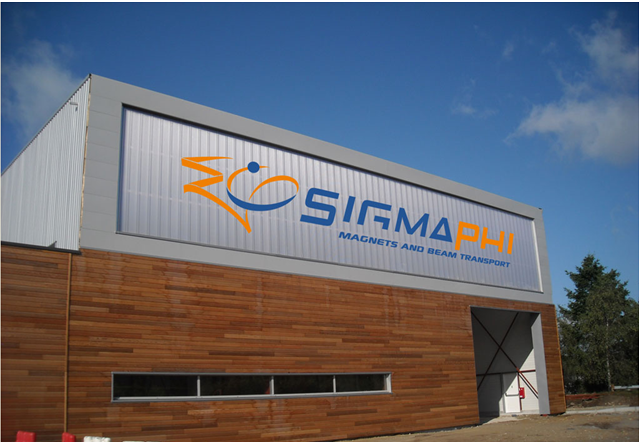 SIGMAPHI
MAGNETS AND BEAM TRANSPORT